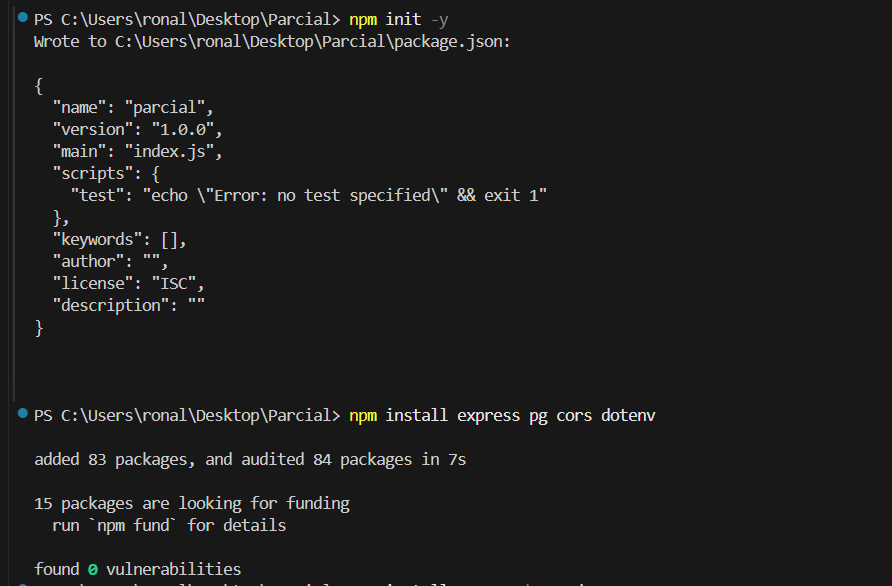 PS C:\Users\ronal\Desktop\Parcial> npm init -y
Wrote to C:\Users\ronal\Desktop\Parcial\package.json:
{
  "name": "parcial",
  "version": "1.0.0",
  "main": "index.js",
  "scripts": {
    "test": "echo \"Error: no test specified\" && exit 1"
  },
  "keywords": [],
  "author": "",
  "license": "ISC",
  "description": ""
}
PS C:\Users\ronal\Desktop\Parcial> npm install express pg cors dotenv
added 83 packages, and audited 84 packages in 7s
15 packages are looking for funding
  run `npm fund` for details
found 0 vulnerabilities